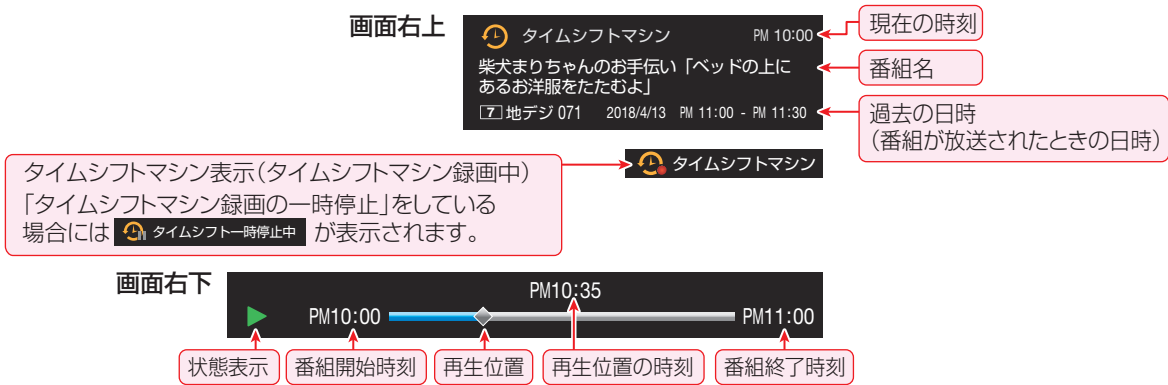 画面右上
タイムシフトマシン PM 10:00
現在の時刻
柴犬まりちゃんのお手伝い「ベッドの上に
あるお洋服をたたむよ」
番組名
7 地デジ 071 2018/4/13 PM 11:00 - PM 11:30
過去の日時
(番組が放送されたときの日時)
タイムシフトマシン
タイムシフトマシン表示(タイムシフトマシン録画中)
「タイムシフトマシン録画の一時停止」をしている
場合には タイムシフト一時停止中 が表示されます。
画面右下
PM10:35
PM10:00 PM11:00
状態表示 番組開始時刻 再生位置 再生位置の時刻 番組終了時刻